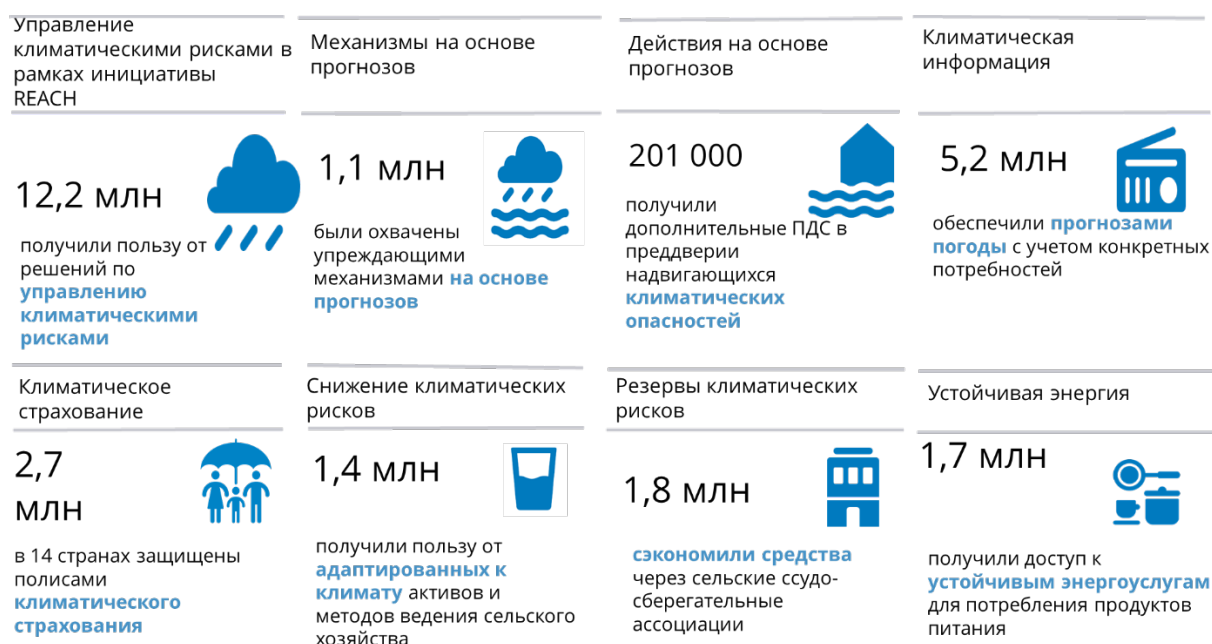 Управление
климатическими рисками в
рамках инициативы
REACH
12,2 млн
получили пользу от
решений по
управлению
климатическими
рисками
Механизмы на основе
прогнозов
1,1 млн
были охвачены
упреждающими
механизмами на основе
прогнозов
Действия на основе
прогнозов
201 000
получили
дополнительные ПДС в
преддверии
надвигающихся
климатических
опасностей
Климатическая
информация
5,2 млн
обеспечили прогнозами
погоды с учетом конкретных
потребностей
Климатическое
страхование
2,7
млн
в 14 странах защищены
полисами
климатического
страхования
Снижение климатических
рисков
1,4 млн
получили пользу от
адаптированных к
климату активов и
методов ведения сельского
хозяйства
Резервы климатических
рисков
1,8 млн
сэкономили средства
через сельские ссудо-
сберегательные
ассоциации
Устойчивая энергия
1,7 млн
получили доступ к
устойчивым энергоуслугам
для потребления продуктов
питания